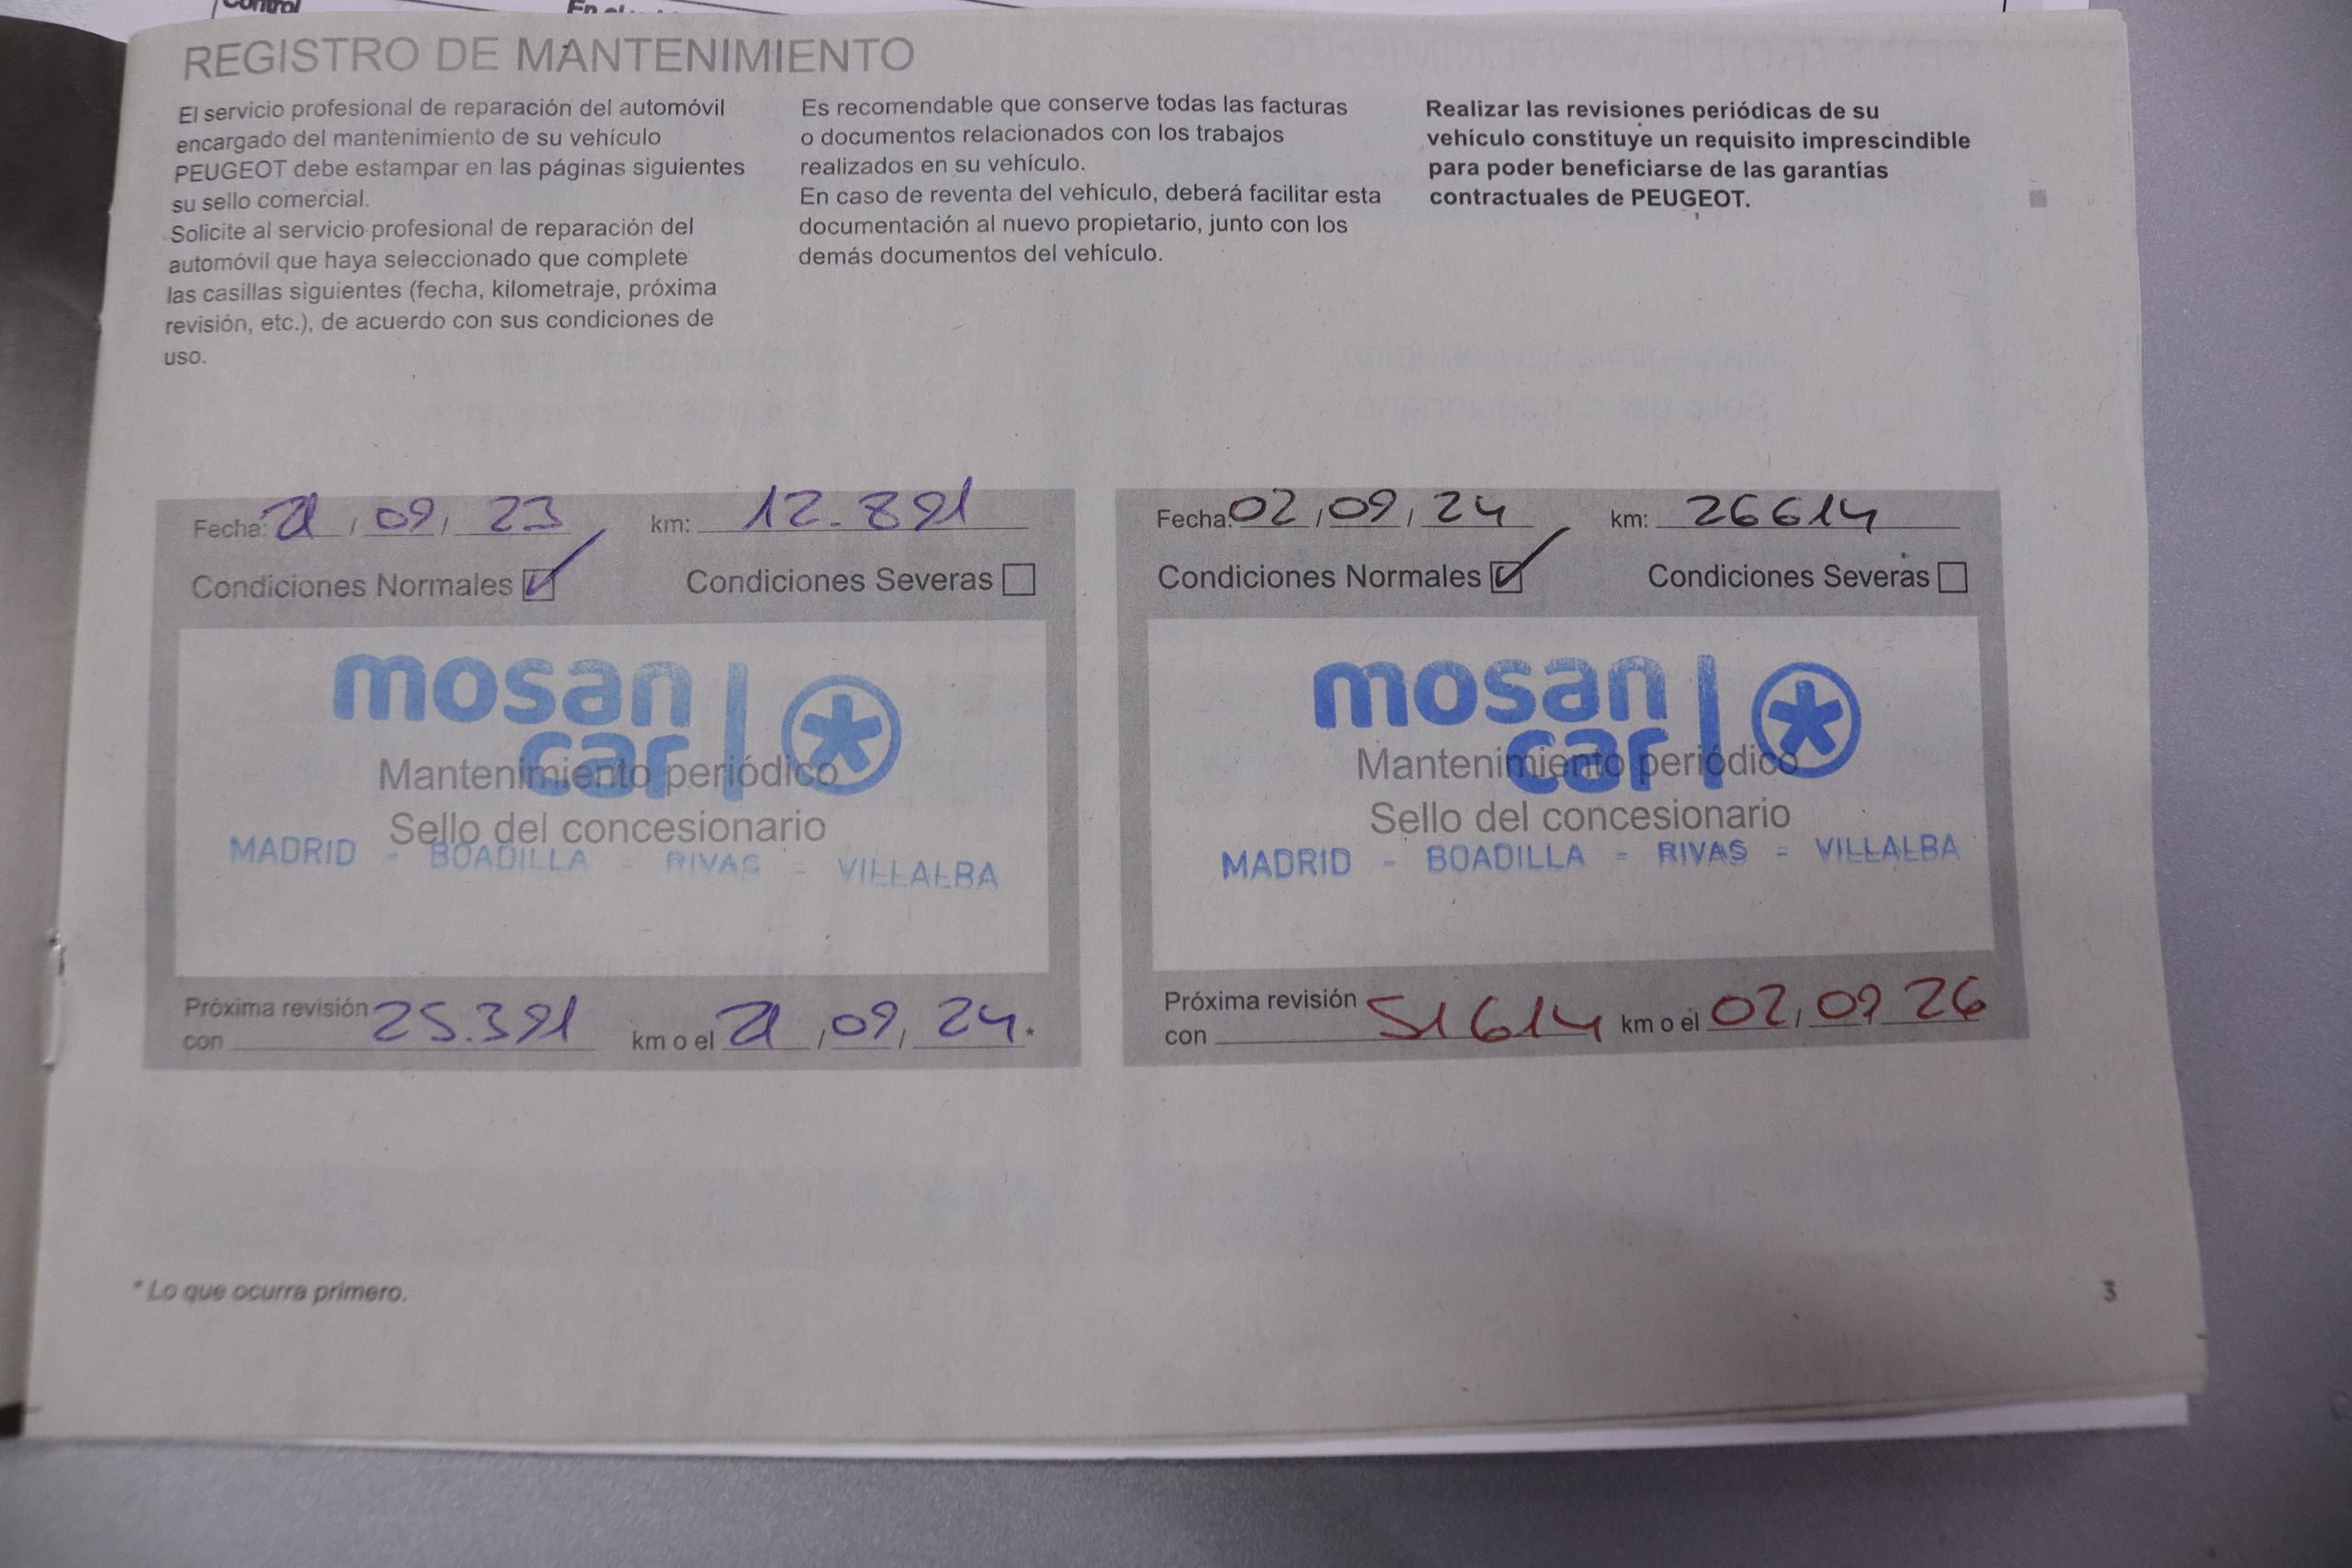 Control
REGISTRO DE MANTENIMIENTO
El servicio profesional de reparación del automóvil
encargado del mantenimiento de su vehículo
PEUGEOT debe estampar en las páginas siguientes
su sello comercial.
Solicite al servicio profesional de reparación del
automóvil que haya seleccionado que complete
las casillas siguientes (fecha, kilometraje, próxima
revisión, etc.), de acuerdo con sus condiciones de
uso.
Es recomendable que conserve todas las facturas
o documentos relacionados con los trabajos
realizados en su vehículo.
En caso de reventa del vehículo, deberá facilitar esta
documentación al nuevo propietario, junto con los
demás documentos del vehículo.
Realizar las revisiones periódicas de su
vehículo constituye un requisito imprescindible
para poder beneficiarse de las garantías
contractuales de PEUGEOT.
Fecha: 21 / 09 / 23 km: 12.891
Condiciones Normales Condiciones Severas
mosan
car
Mantenimiento periódico
Sello del concesionario
MADRID - BOADILLA - RIVAS - VILLALBA
Próxima revisión
con 25.391 km o el 21 / 09 / 24 *
Fecha: 02 / 09 / 24 km: 26614
Condiciones Normales Condiciones Severas
mosan
car
Mantenimiento periódico
Sello del concesionario
MADRID - BOADILLA - RIVAS - VILLALBA
Próxima revisión
con 51614 km o el 02 / 09 26
* Lo que ocurra primero.
3